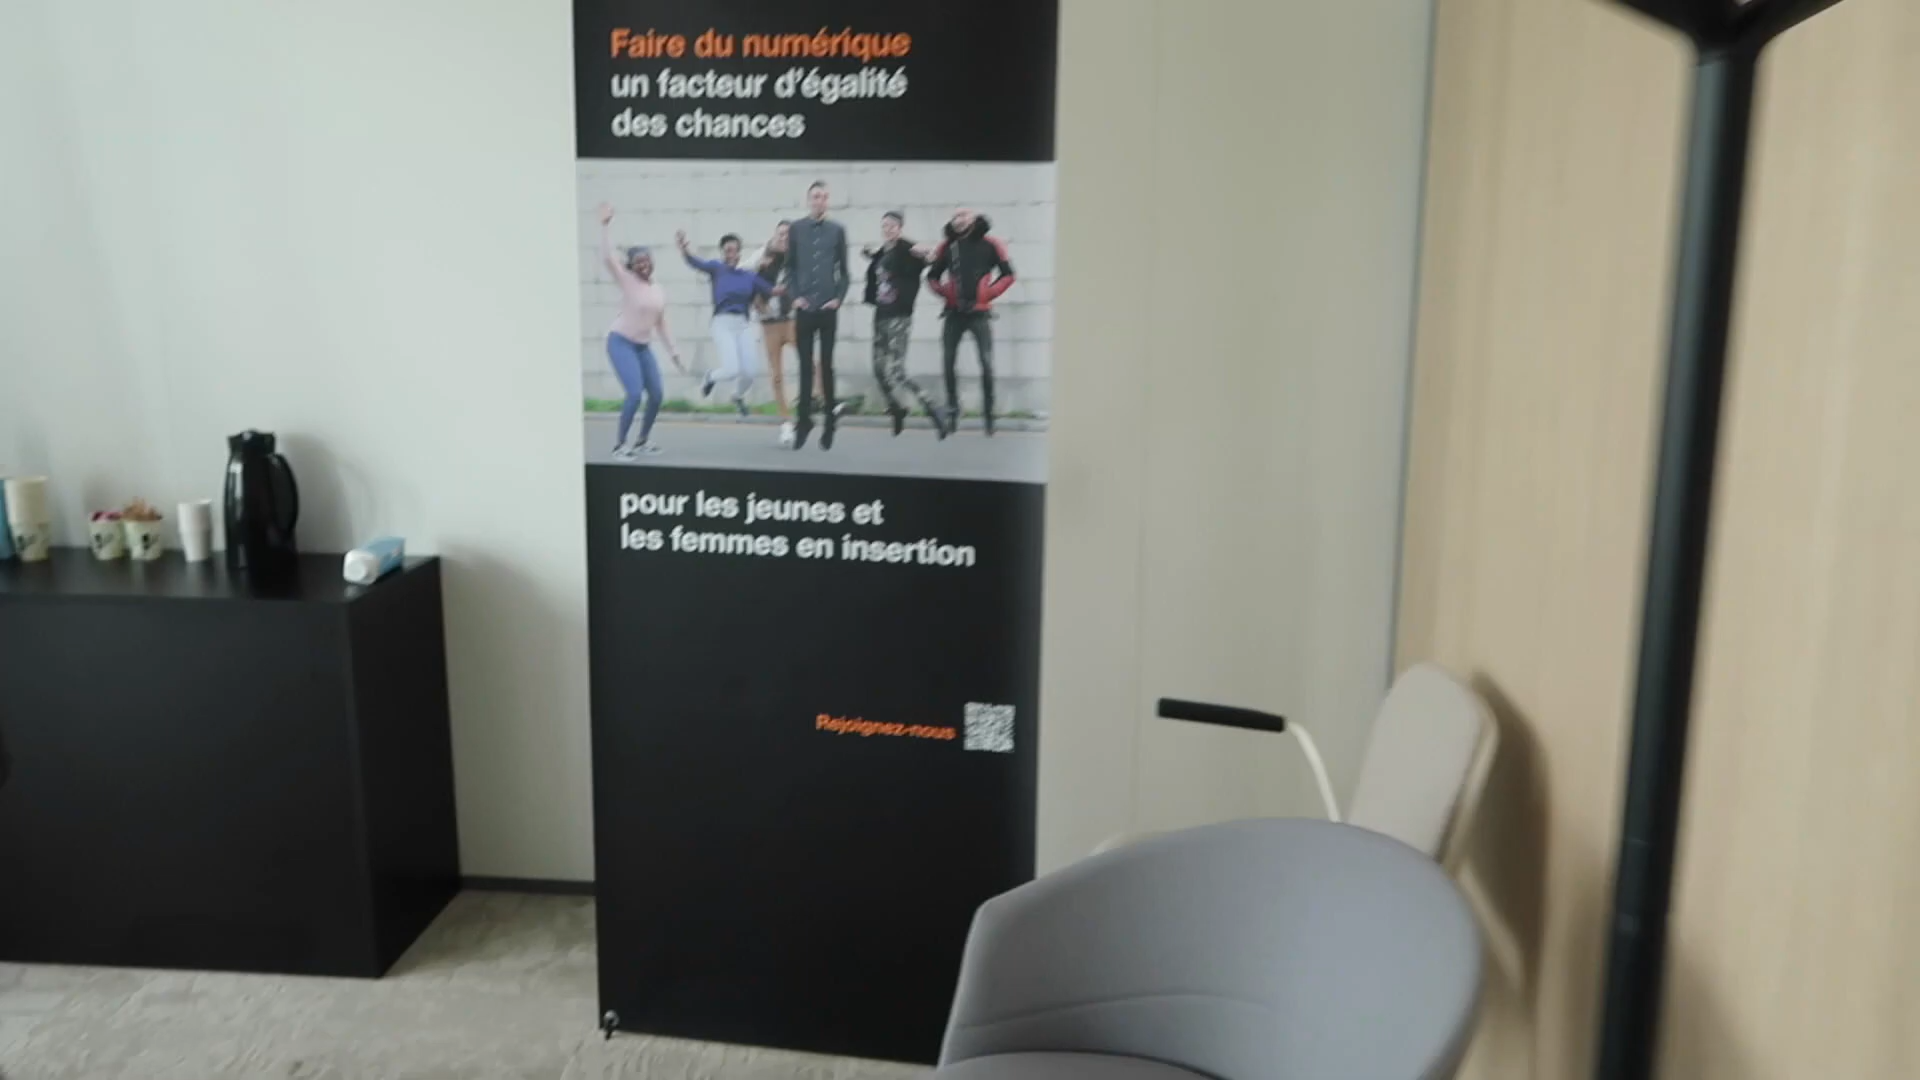 Faire du numérique
un facteur d'égalité
des chances
pour les jeunes et
les femmes en insertion
Rejoignez-nous